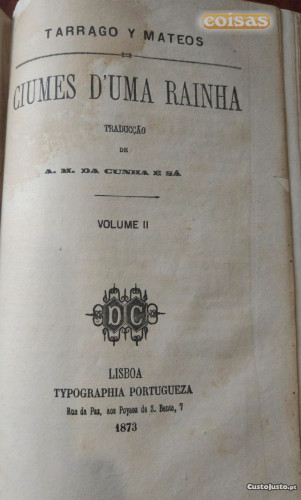 coisas
TARRAGO Y MATEOS
CIUMES D'UMA RAINHA
TRADUCÇÃO
DE
A. M. DA CUNHA E SÁ
VOLUME II
DC
LISBOA
TYPOGRAPHIA PORTUGUEZA
Rua da Paz, aos Poyaes de S. Bento, 7
1873
CustoJusto.pt